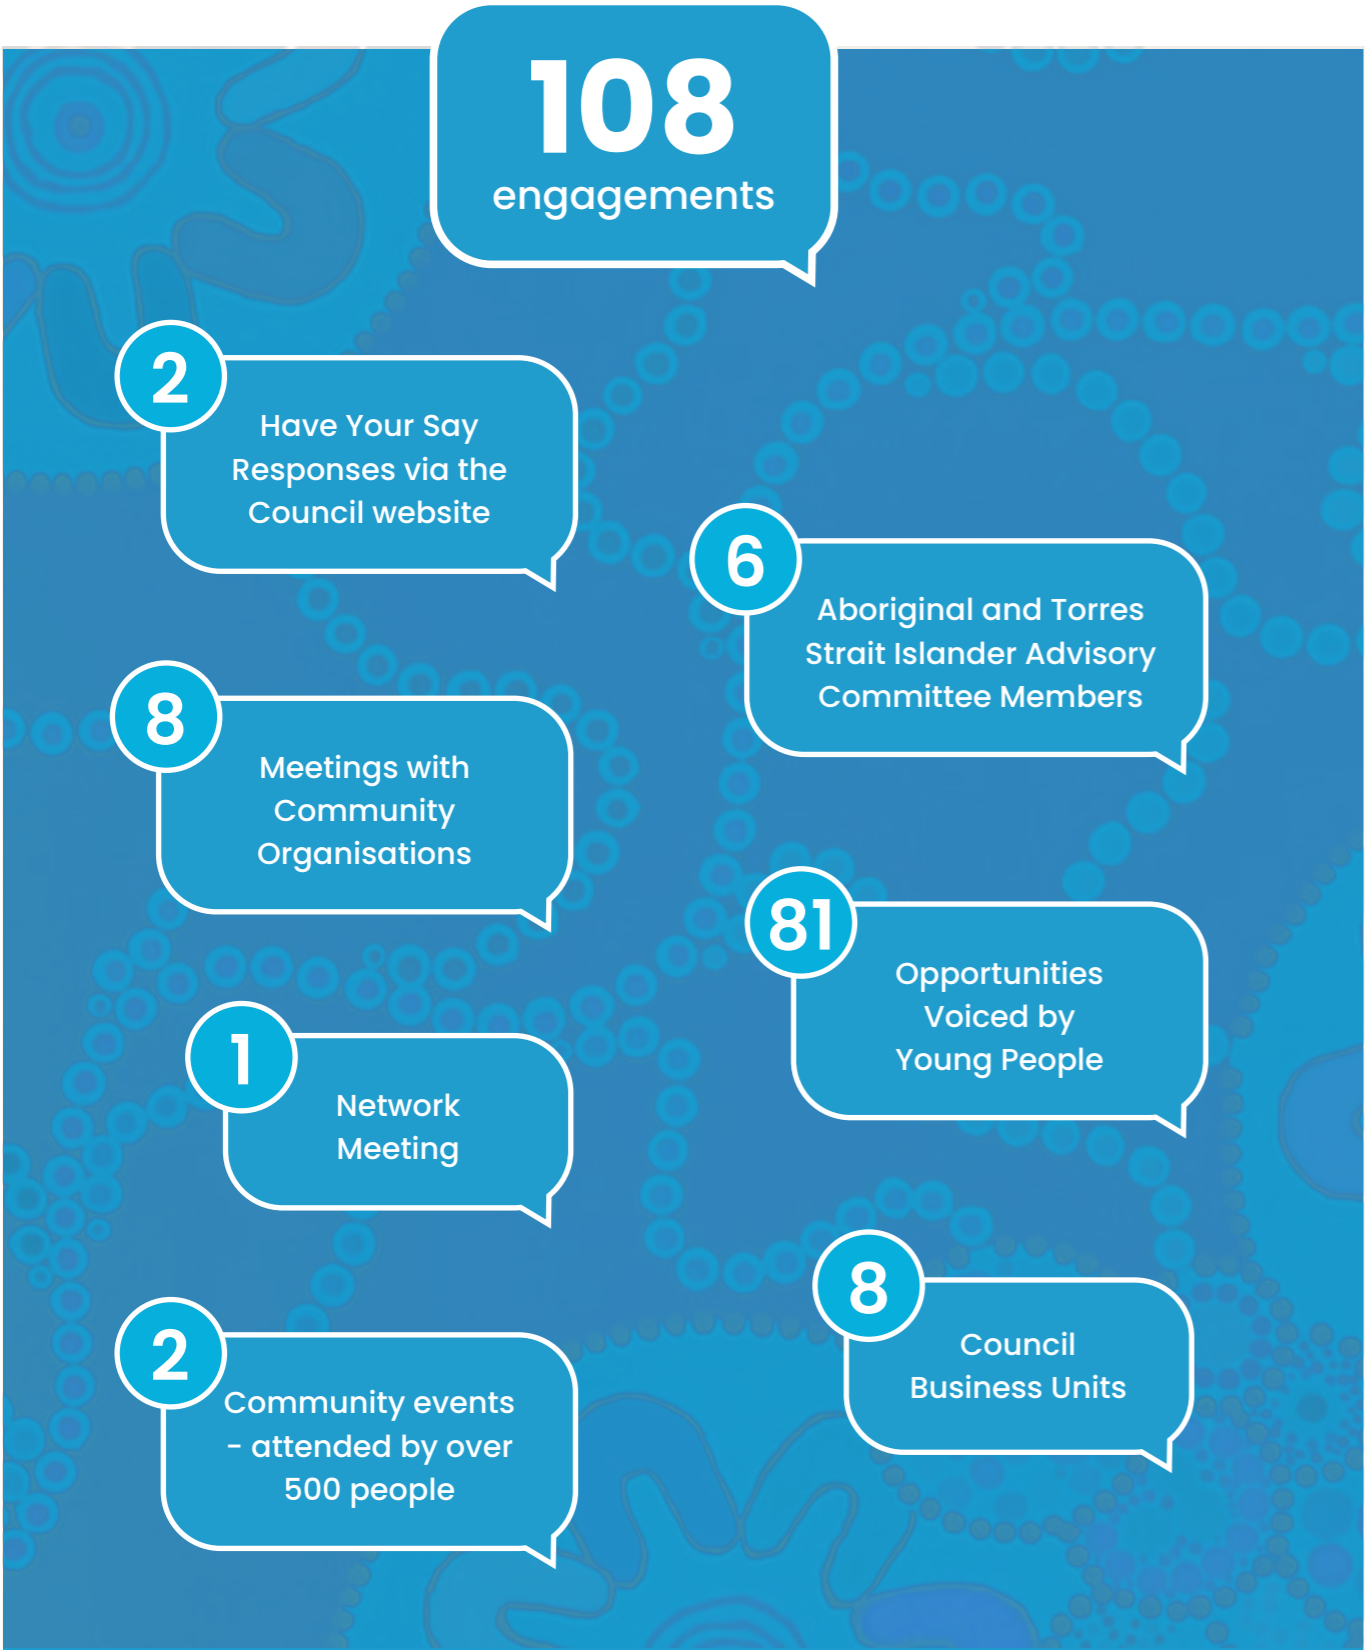 108
engagements
2
Have Your Say
Responses via the
Council website
6
Aboriginal and Torres
Strait Islander Advisory
Committee Members
8
Meetings with
Community
Organisations
81
Opportunities
Voiced by
Young People
1
Network
Meeting
8
Council
Business Units
2
Community events
- attended by over
500 people